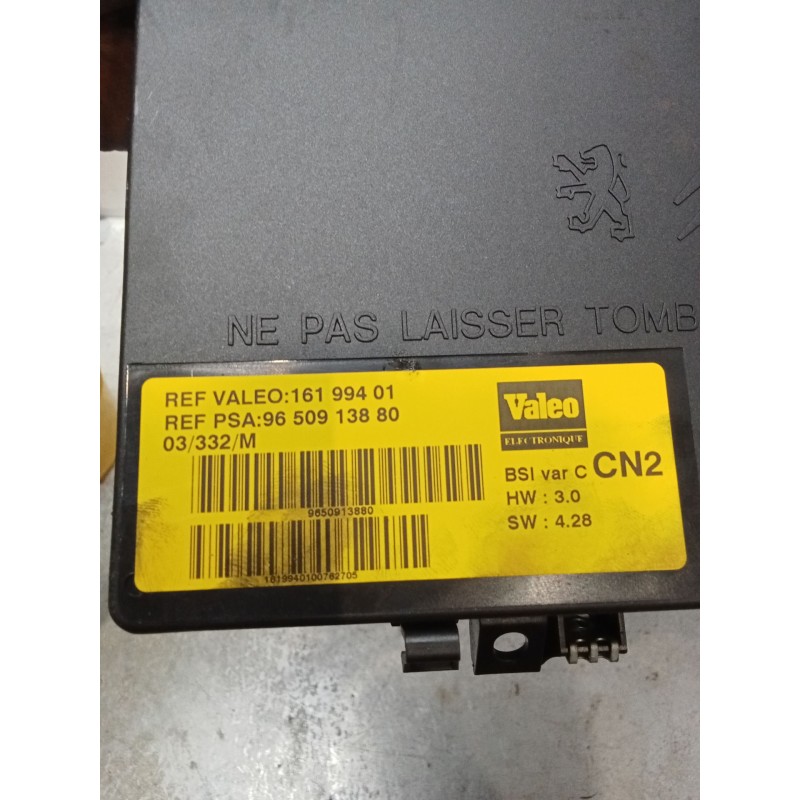 NE PAS LAISSER TOMB
REF VALEO:161 994 01
REF PSA:96 509 138 80
03/332/M
9650913880
1619940100762705
Valeo
ELECTRONIQUE
BSI var C CN2
HW : 3.0
SW : 4.28